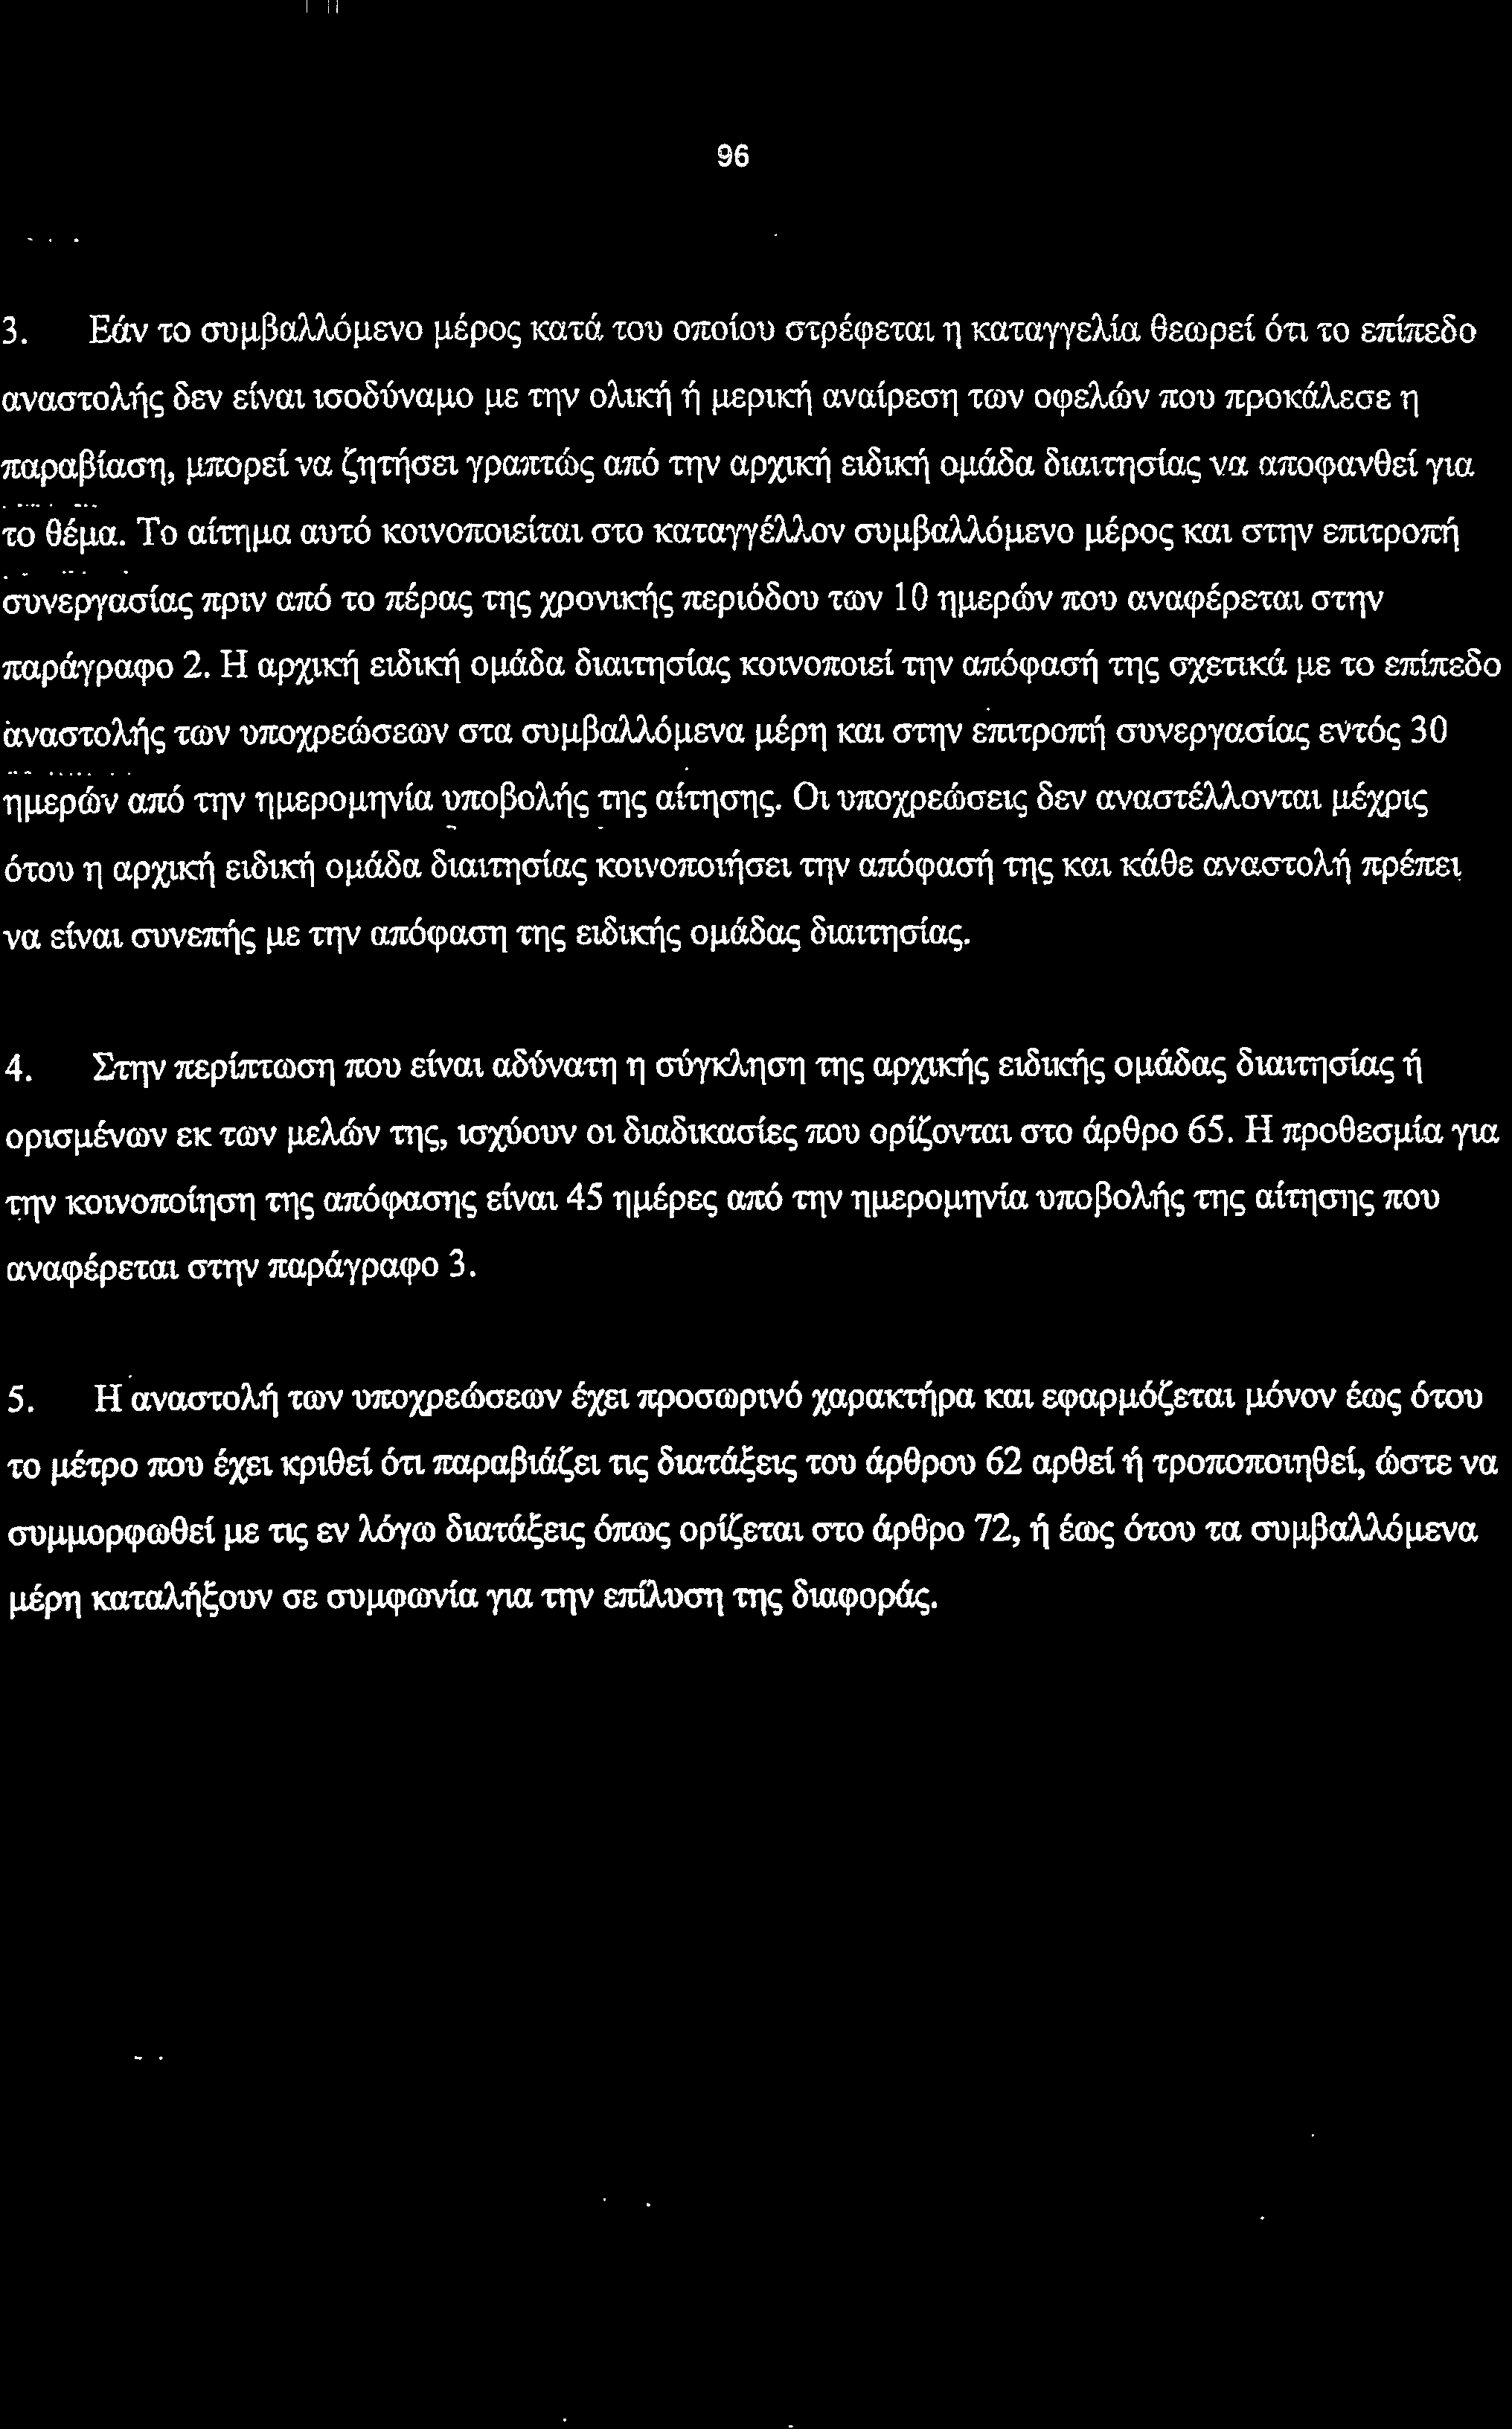 96
3. Εάν το συμβαλλόμενο μέρος κατά του οποίου στρέφεται η καταγγελία θεωρεί ότι το επίπεδο
αναστολής δεν είναι ισοδύναμο με την ολική ή μερική αναίρεση των οφελών που προκάλεσε η
παραβίαση, μπορεί να ζητήσει γραπτώς από την αρχική ειδική ομάδα διαιτησίας να αποφανθεί για
το θέμα. Το αίτημα αυτό κοινοποιείται στο καταγγέλλον συμβαλλόμενο μέρος και στην επιτροπή
συνεργασίας πριν από το πέρας της χρονικής περιόδου των 10 ημερών που αναφέρεται στην
παράγραφο 2. Η αρχική ειδική ομάδα διαιτησίας κοινοποιεί την απόφασή της σχετικά με το επίπεδο
αναστολής των υποχρεώσεων στα συμβαλλόμενα μέρη και στην επιτροπή συνεργασίας εντός 30
ημερών από την ημερομηνία υποβολής της αίτησης. Οι υποχρεώσεις δεν αναστέλλονται μέχρις
ότου η αρχική ειδική ομάδα διαιτησίας κοινοποιήσει την απόφασή της και κάθε αναστολή πρέπει
να είναι συνεπής με την απόφαση της ειδικής ομάδας διαιτησίας.
4. Στην περίπτωση που είναι αδύνατη η σύγκληση της αρχικής ειδικής ομάδας διαιτησίας ή
ορισμένων εκ των μελών της, ισχύουν οι διαδικασίες που ορίζονται στο άρθρο 65. Η προθεσμία για
την κοινοποίηση της απόφασης είναι 45 ημέρες από την ημερομηνία υποβολής της αίτησης που
αναφέρεται στην παράγραφο 3.
5. Η αναστολή των υποχρεώσεων έχει προσωρινό χαρακτήρα και εφαρμόζεται μόνον έως ότου
το μέτρο που έχει κριθεί ότι παραβιάζει τις διατάξεις του άρθρου 62 αρθεί ή τροποποιηθεί, ώστε να
συμμορφωθεί με τις εν λόγω διατάξεις όπως ορίζεται στο άρθρο 72, ή έως ότου τα συμβαλλόμενα
μέρη καταλήξουν σε συμφωνία για την επίλυση της διαφοράς.